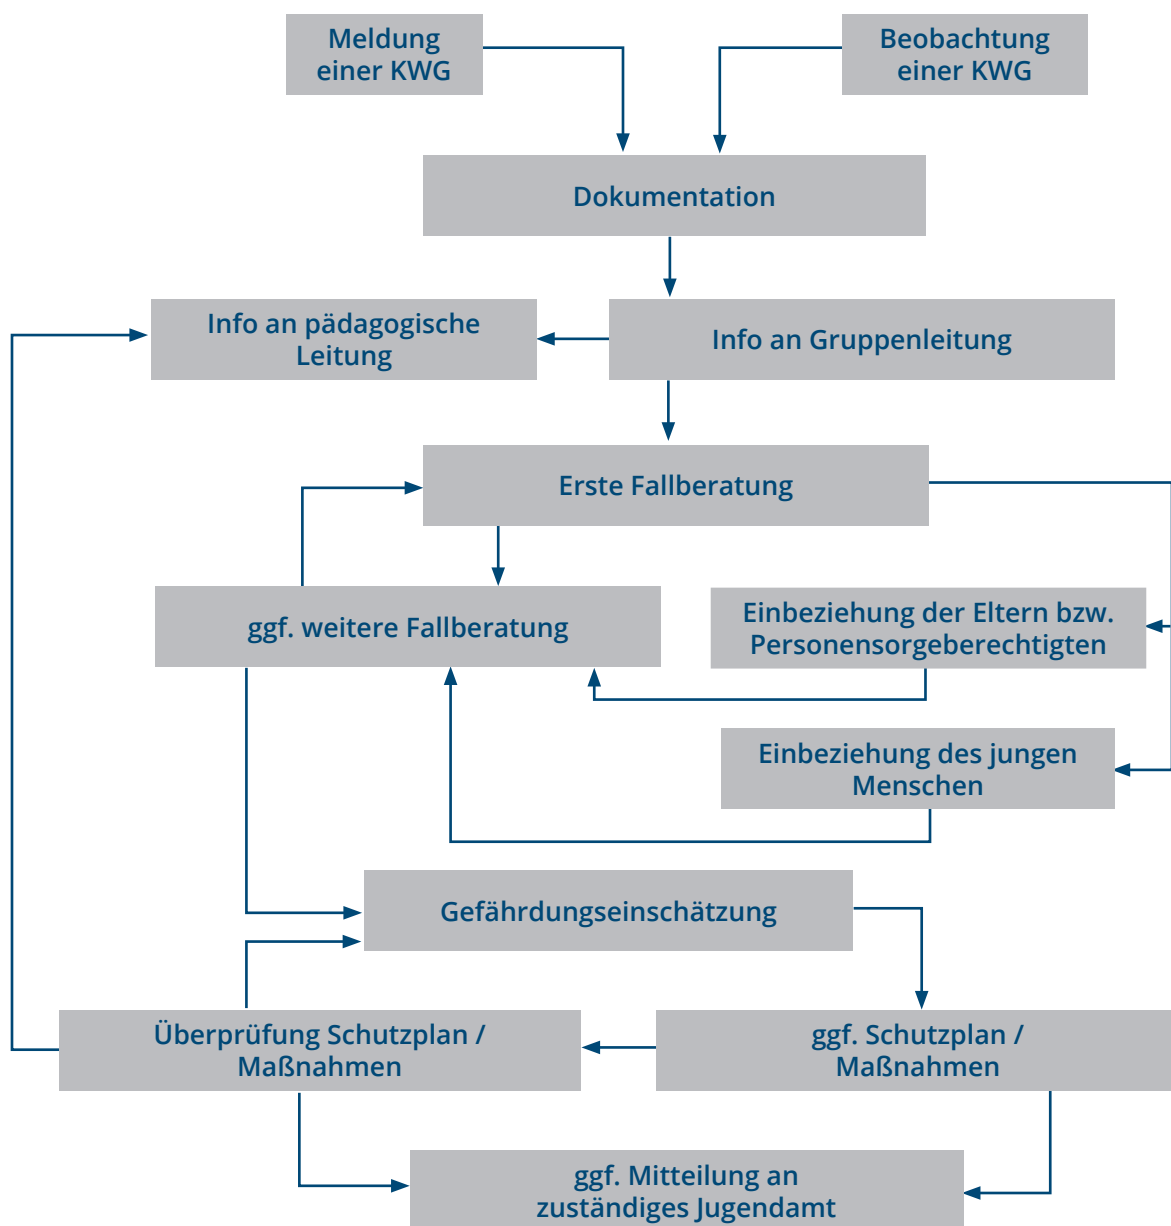 Meldung
einer KWG
Beobachtung
einer KWG
Dokumentation
Info an pädagogische
Leitung
Info an Gruppenleitung
Erste Fallberatung
ggf. weitere Fallberatung
Einbeziehung der Eltern bzw.
Personensorgeberechtigten
Einbeziehung des jungen
Menschen
Gefährdungseinschätzung
Überprüfung Schutzplan /
Maßnahmen
ggf. Schutzplan /
Maßnahmen
ggf. Mitteilung an
zuständiges Jugendamt